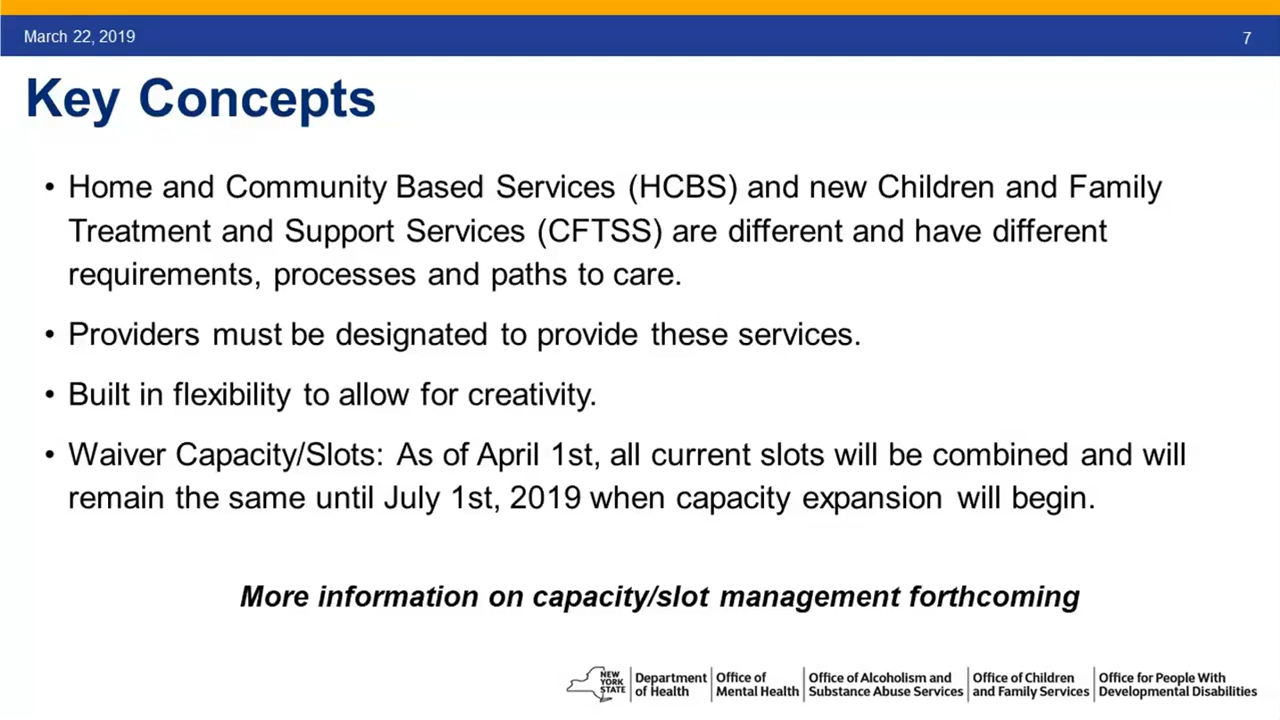 March 22, 2019
7
Key Concepts
• Home and Community Based Services (HCBS) and new Children and Family
Treatment and Support Services (CFTSS) are different and have different
requirements, processes and paths to care.
• Providers must be designated to provide these services.
• Built in flexibility to allow for creativity.
• Waiver Capacity/Slots: As of April 1st, all current slots will be combined and will
remain the same until July 1st, 2019 when capacity expansion will begin.
More information on capacity/slot management forthcoming
NEW
YORK
STATE
Department
of Health
Office of
Mental Health
Office of Alcoholism and
Substance Abuse Services
Office of Children
and Family Services
Office for People With
Developmental Disabilities